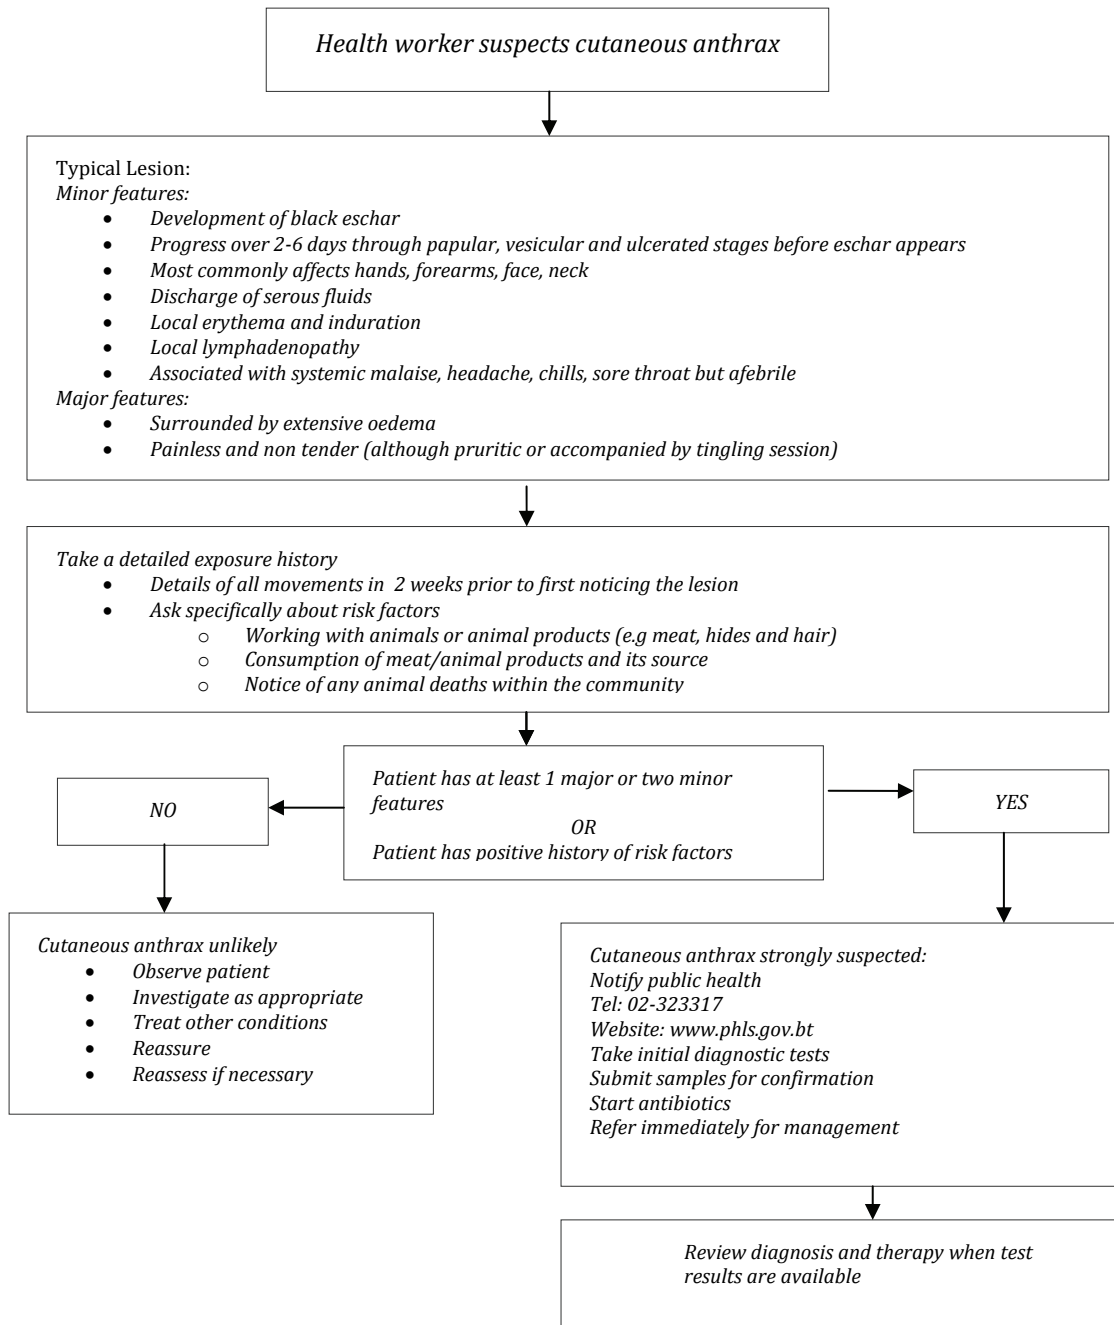 Health worker suspects cutaneous anthrax
Typical Lesion:
Minor features:
• Development of black eschar
• Progress over 2-6 days through papular, vesicular and ulcerated stages before eschar appears
• Most commonly affects hands, forearms, face, neck
• Discharge of serous fluids
• Local erythema and induration
• Local lymphadenopathy
• Associated with systemic malaise, headache, chills, sore throat but afebrile
Major features:
• Surrounded by extensive oedema
• Painless and non tender (although pruritic or accompanied by tingling session)
Take a detailed exposure history
• Details of all movements in 2 weeks prior to first noticing the lesion
• Ask specifically about risk factors
o Working with animals or animal products (e.g meat, hides and hair)
o Consumption of meat/animal products and its source
o Notice of any animal deaths within the community
Patient has at least 1 major or two minor
features
OR
Patient has positive history of risk factors
NO
YES
Cutaneous anthrax unlikely
• Observe patient
• Investigate as appropriate
• Treat other conditions
• Reassure
• Reassess if necessary
Cutaneous anthrax strongly suspected:
Notify public health
Tel: 02-323317
Website: www.phls.gov.bt
Take initial diagnostic tests
Submit samples for confirmation
Start antibiotics
Refer immediately for management
Review diagnosis and therapy when test
results are available